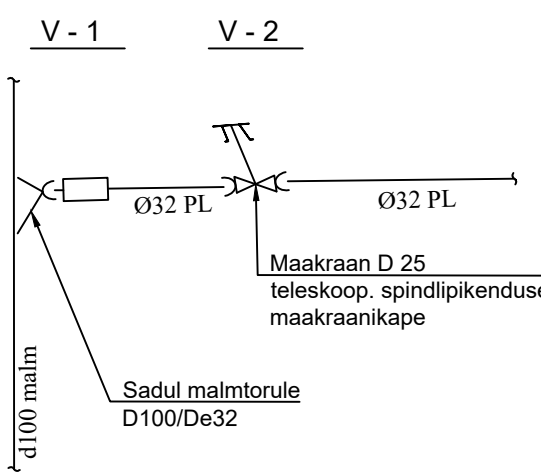 V - 1
V - 2
Ø32 PL
Ø32 PL
Maakraan D 25
teleskoop. spindlipikenduse
maakraanikape
d100 malm
Sadul malmtorule
D100/De32